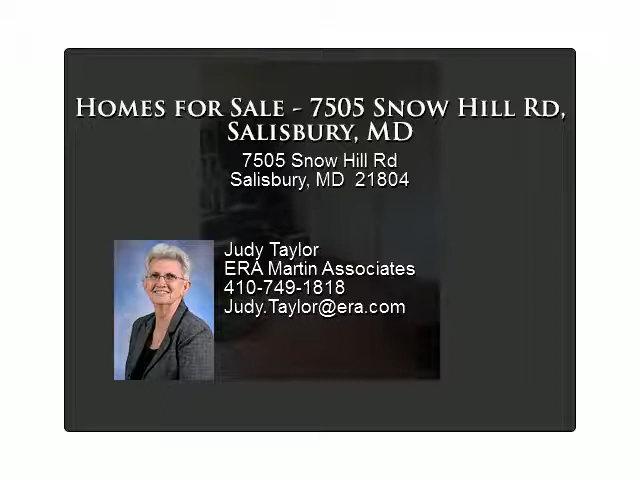 Homes for Sale - 7505 Snow Hill Rd,
Salisbury, MD
7505 Snow Hill Rd
Salisbury, MD  21804
Judy Taylor
ERA Martin Associates
410-749-1818
Judy.Taylor@era.com